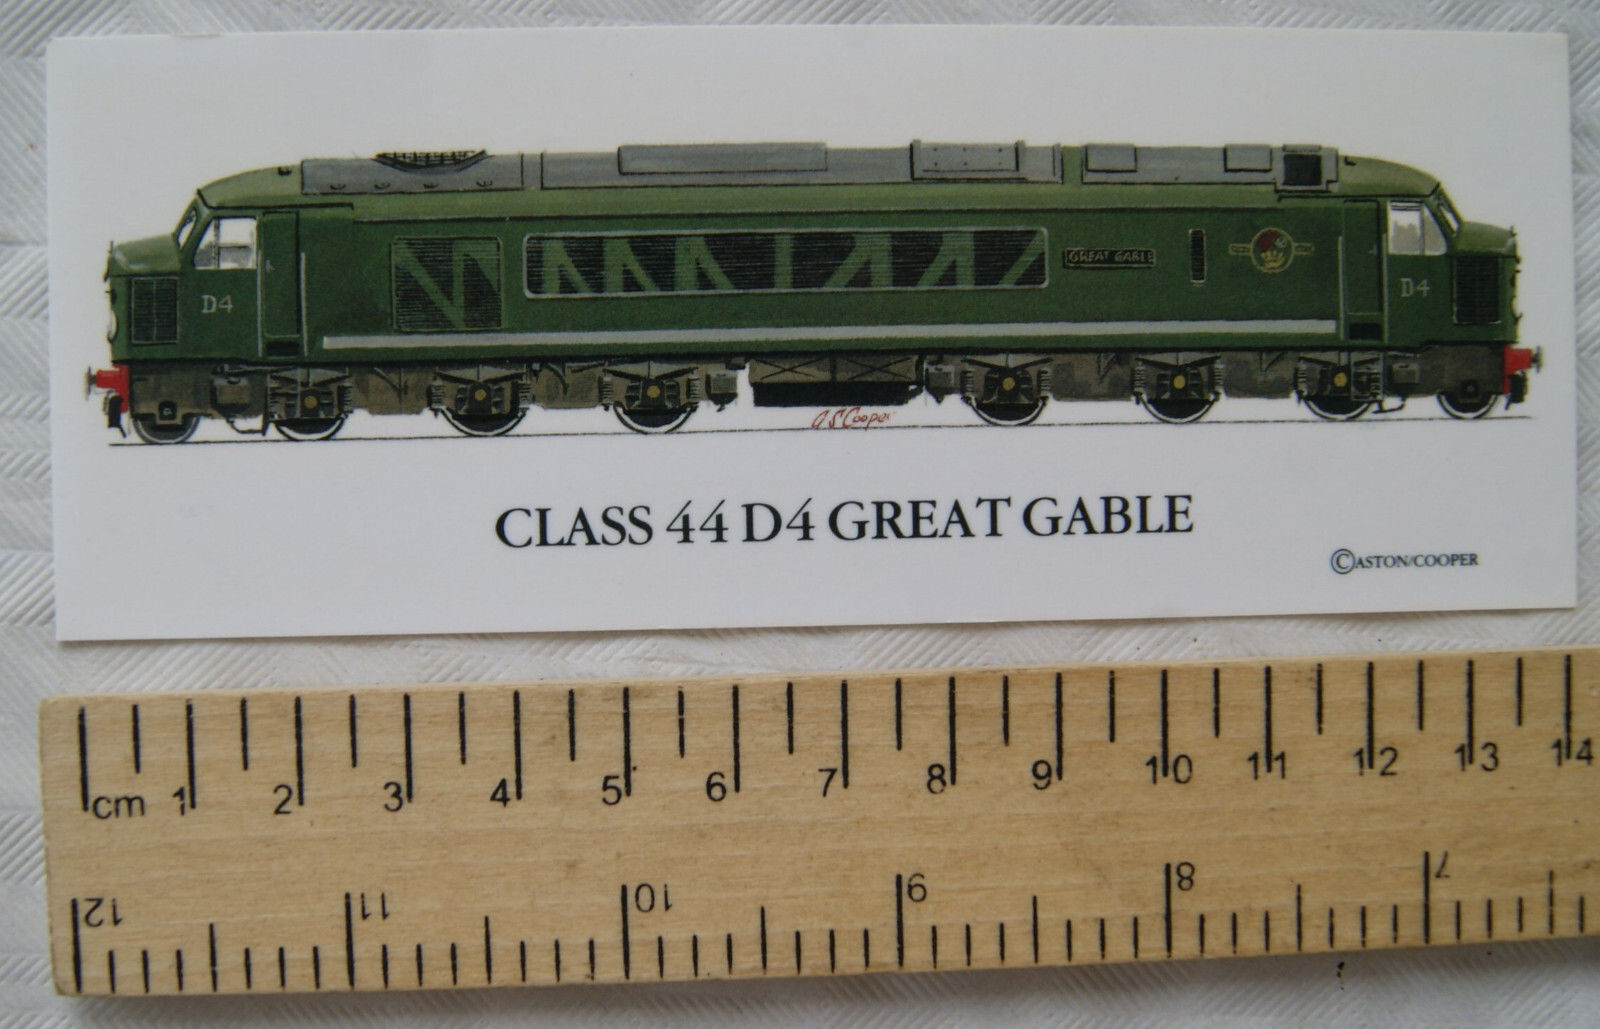 GREAT GABLE
D4
D4
A S Cooper
CLASS 44 D4 GREAT GABLE
©ASTON/COOPER
cm 1 2 3 4 5 6 7 8 9 10 11 12 13 14
12 11 10 9 8 7